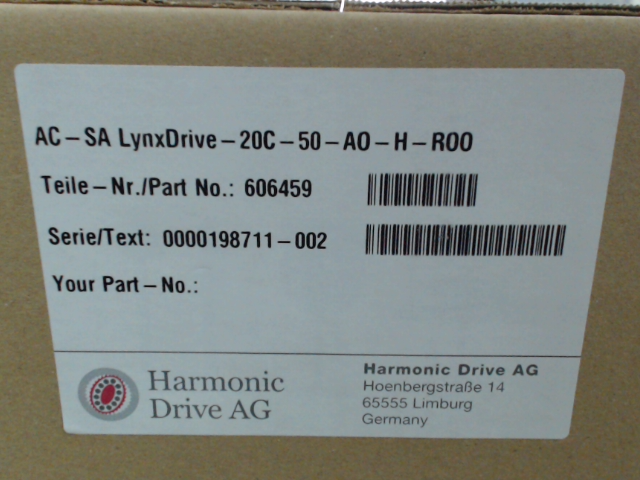 AC-SA LynxDrive-20C-50-AO-H-ROO
Teile-Nr./Part No.: 606459
Serie/Text: 0000198711-002
Your Part-No.:
Harmonic
Drive AG
Harmonic Drive AG
Hoenbergstraße 14
65555 Limburg
Germany